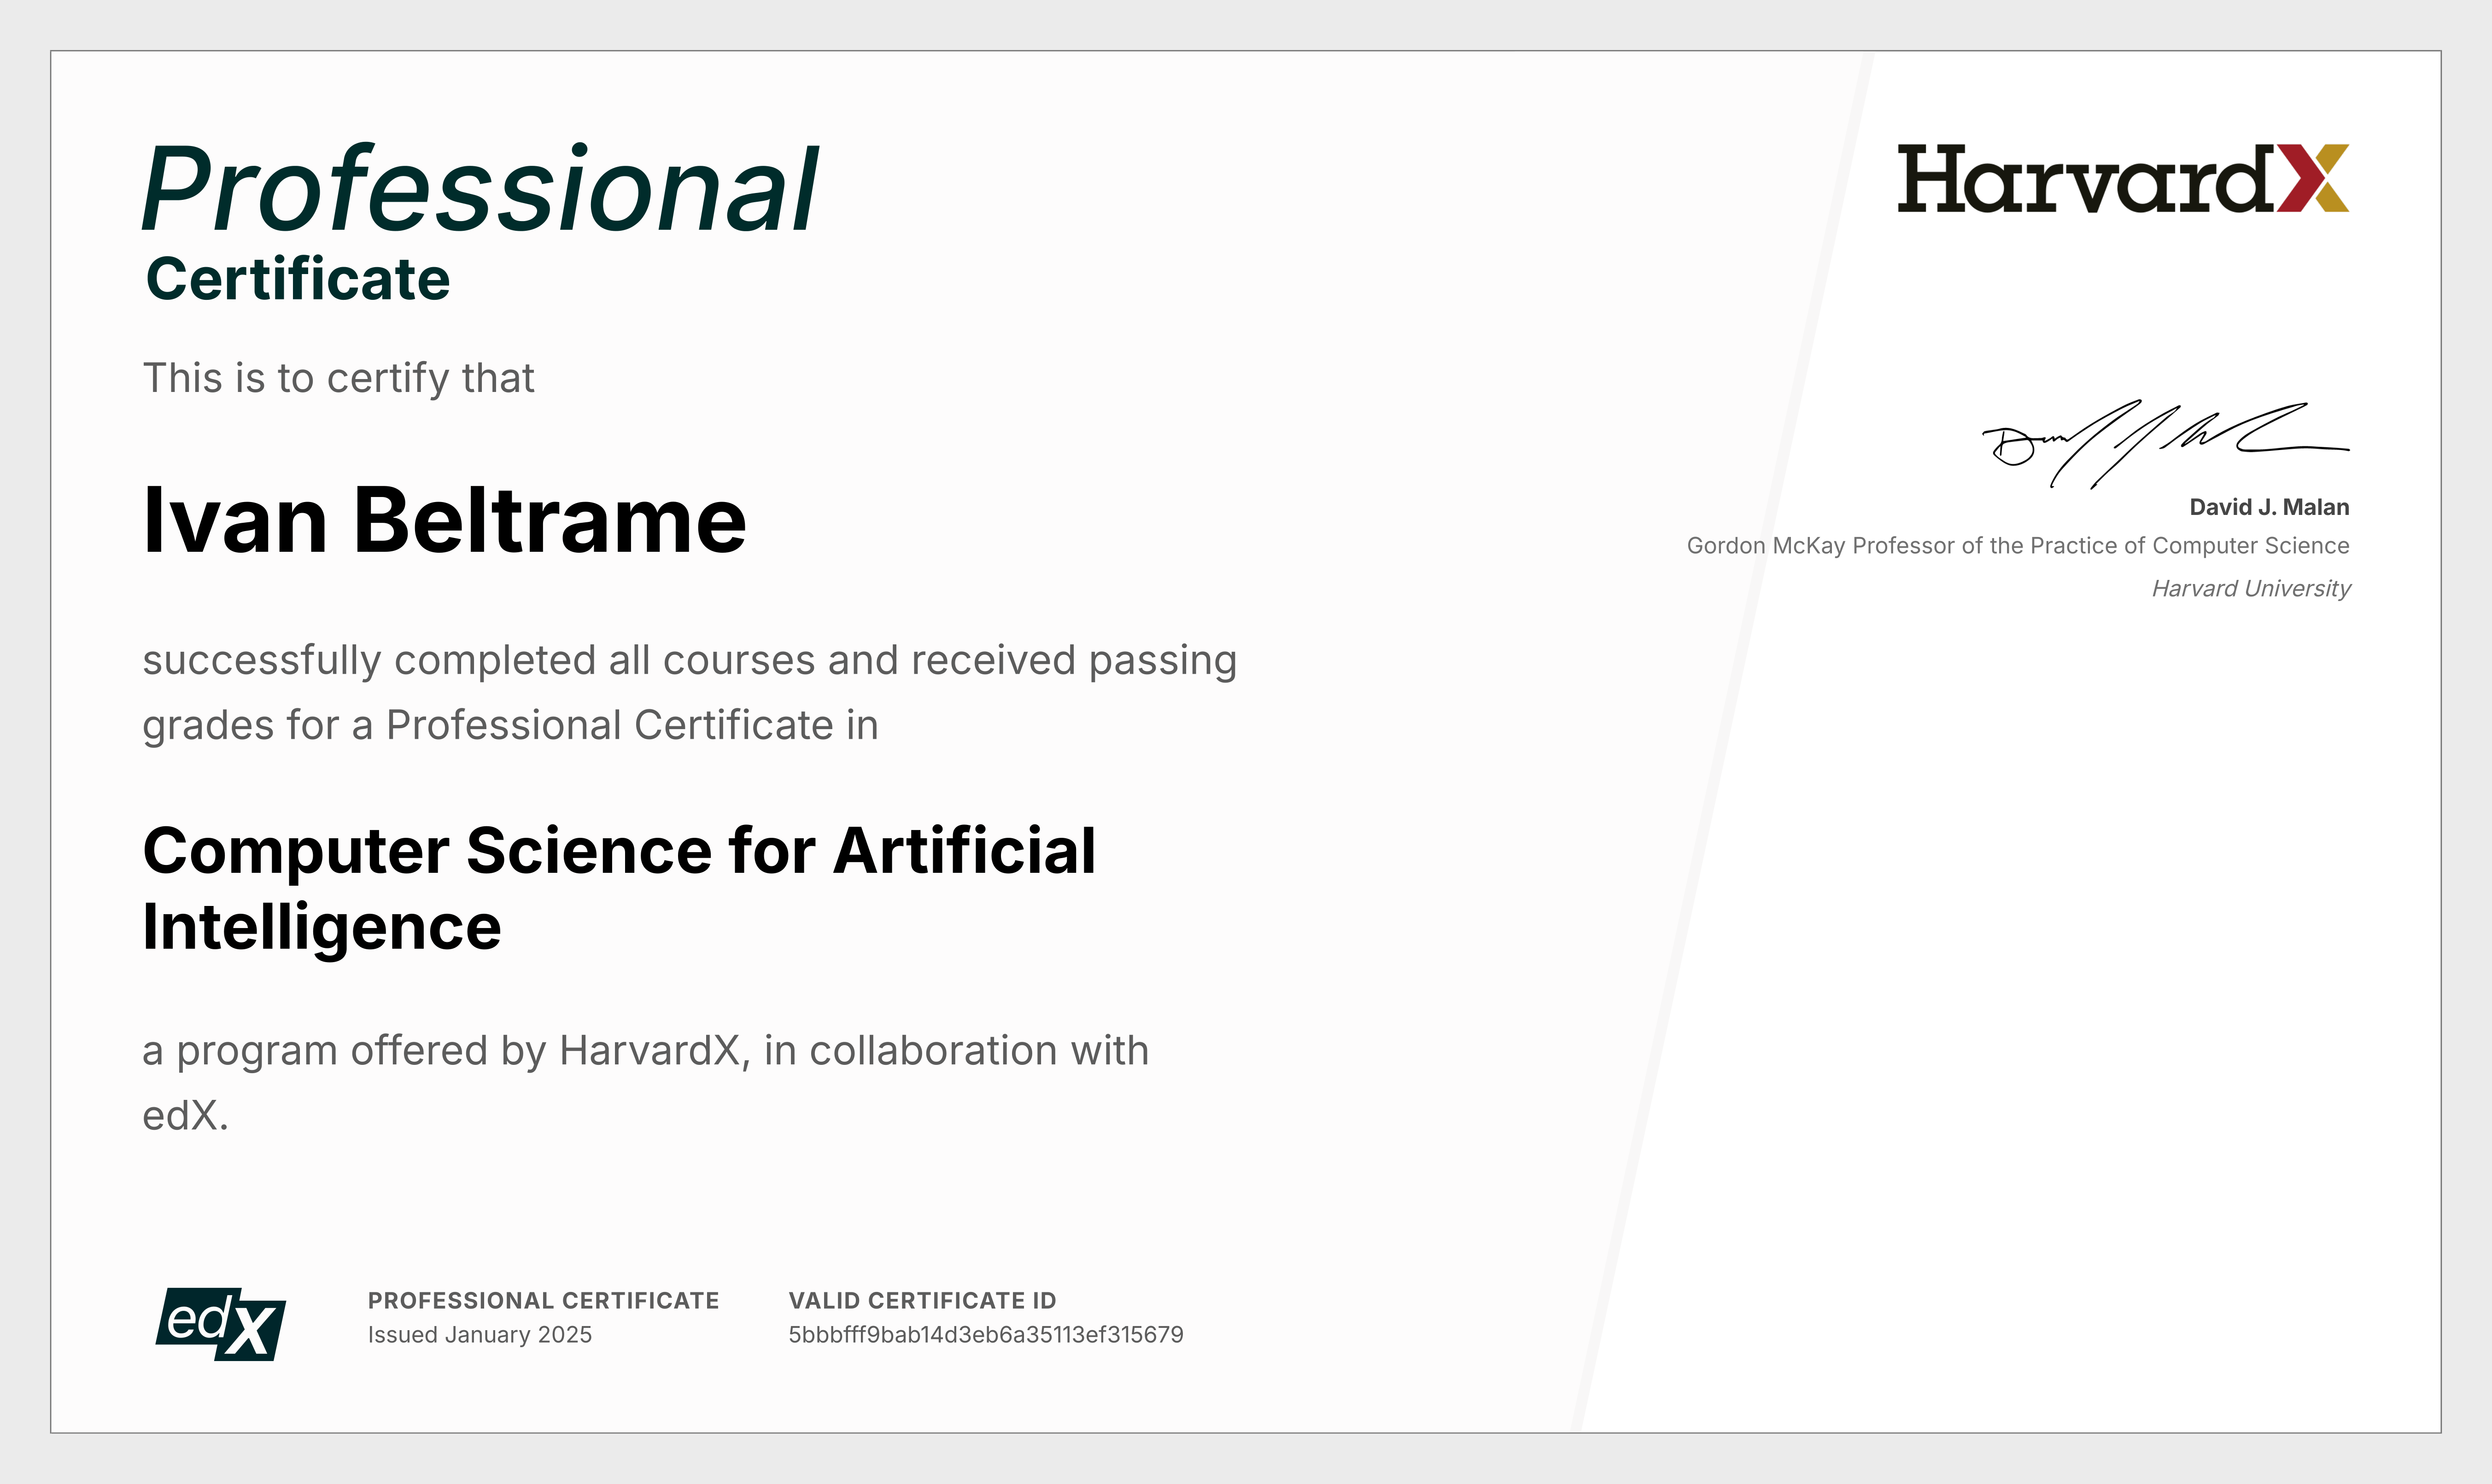 Professional
Certificate
This is to certify that
Ivan Beltrame
successfully completed all courses and received passing
grades for a Professional Certificate in
Computer Science for Artificial
Intelligence
a program offered by HarvardX, in collaboration with
edX.
HarvardX
David J. Malan
Gordon McKay Professor of the Practice of Computer Science
Harvard University
edX
PROFESSIONAL CERTIFICATE
Issued January 2025
VALID CERTIFICATE ID
5bbbfff9bab14d3eb6a35113ef315679